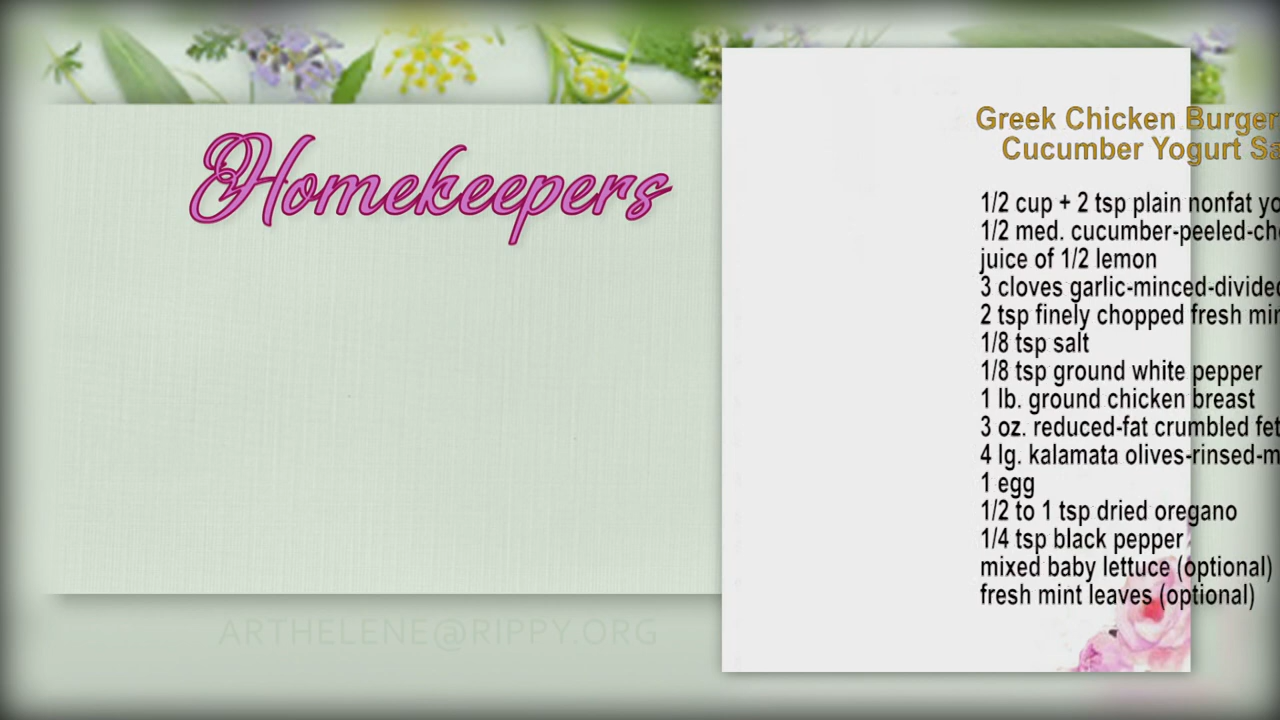 Homekeepers
Greek Chicken Burger
Cucumber Yogurt
1/2 cup + 2 tsp plain nonfat
1/2 med. cucumber-peeled-
juice of 1/2 lemon
3 cloves garlic-minced-divided
2 tsp finely chopped fresh
1/8 tsp salt
1/8 tsp ground white pepper
1 lb. ground chicken breast
3 oz. reduced-fat crumbled
4 lg. kalamata olives-rinsed-
1 egg
1/2 to 1 tsp dried oregano
1/4 tsp black pepper
mixed baby lettuce (optional)
fresh mint leaves (optional)
ARTHELENE@RIPPY.ORG